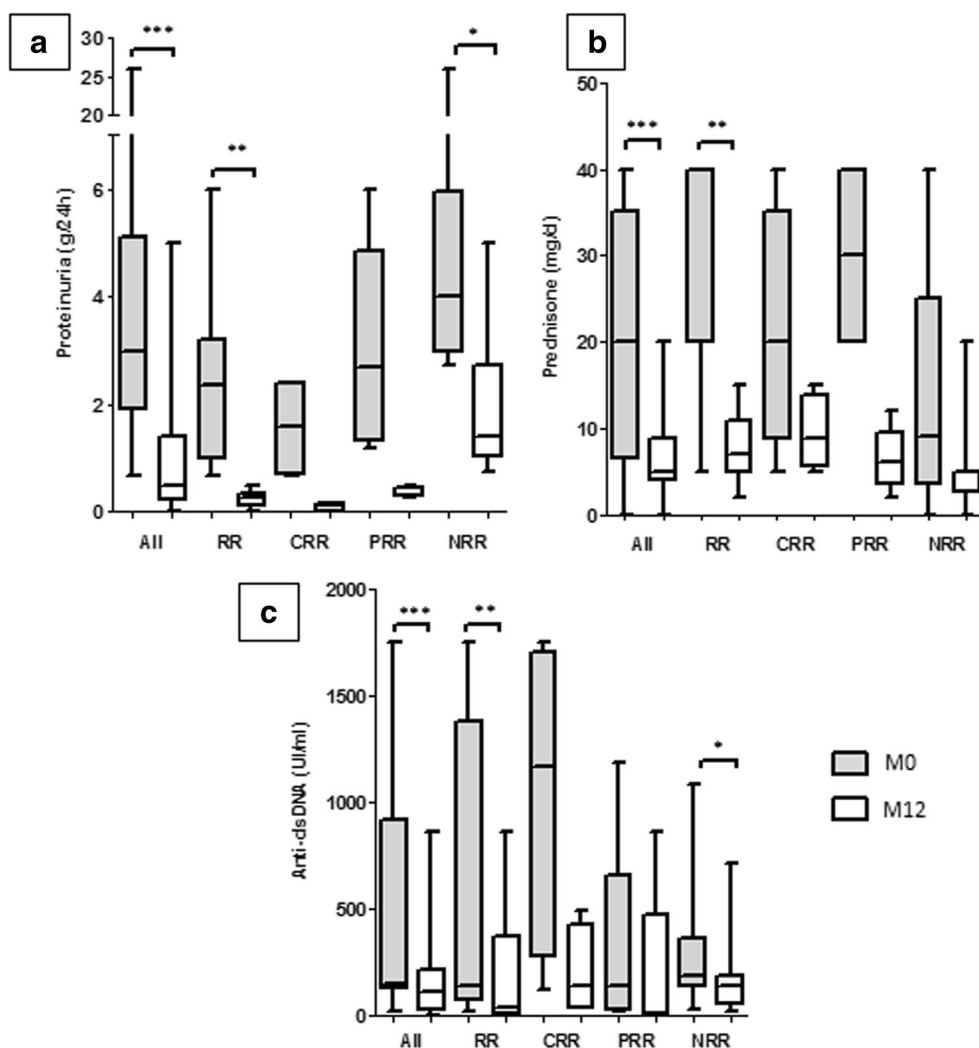 a
Proteinuria (g/24h)
30
25
20
6
4
2
0
***
**
*
All RR CRR PRR NRR
b
Prednisone (mg/d)
50
40
30
20
10
0
***
**
All RR CRR PRR NRR
c
Anti-dsDNA (UI/ml)
2000
1500
1000
500
0
***
**
*
All RR CRR PRR NRR
M0
M12